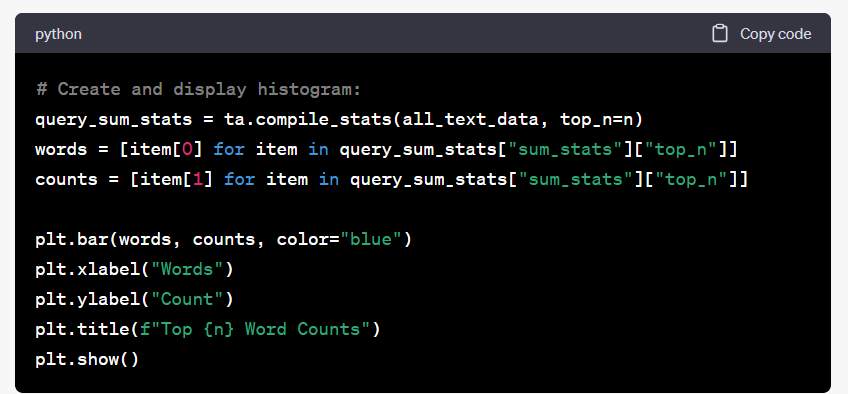 python
Copy code
# Create and display histogram:
query_sum_stats = ta.compile_stats(all_text_data, top_n=n)
words = [item[0] for item in query_sum_stats["sum_stats"]["top_n"]]
counts = [item[1] for item in query_sum_stats["sum_stats"]["top_n"]]
plt.bar(words, counts, color="blue")
plt.xlabel("Words")
plt.ylabel("Count")
plt.title(f"Top {n} Word Counts")
plt.show()